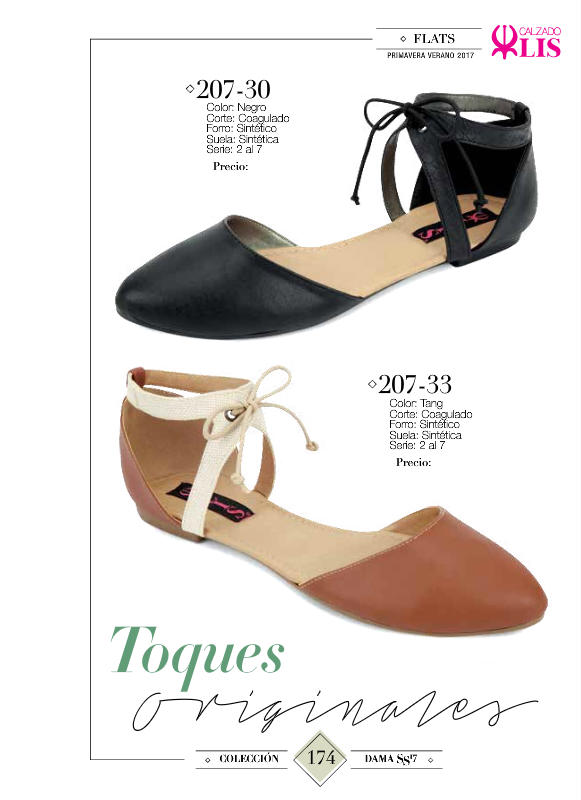 FLATS
PRIMAVERA VERANO 2017
CALZADO
LIS
207-30
Color: Negro
Corte: Coagulado
Forro: Sintético
Suela: Sintética
Serie: 2 al 7
Precio:
207-33
Color: Tang
Corte: Coagulado
Forro: Sintético
Suela: Sintética
Serie: 2 al 7
Precio:
Toques
originales
COLECCIÓN 174 DAMA SS17